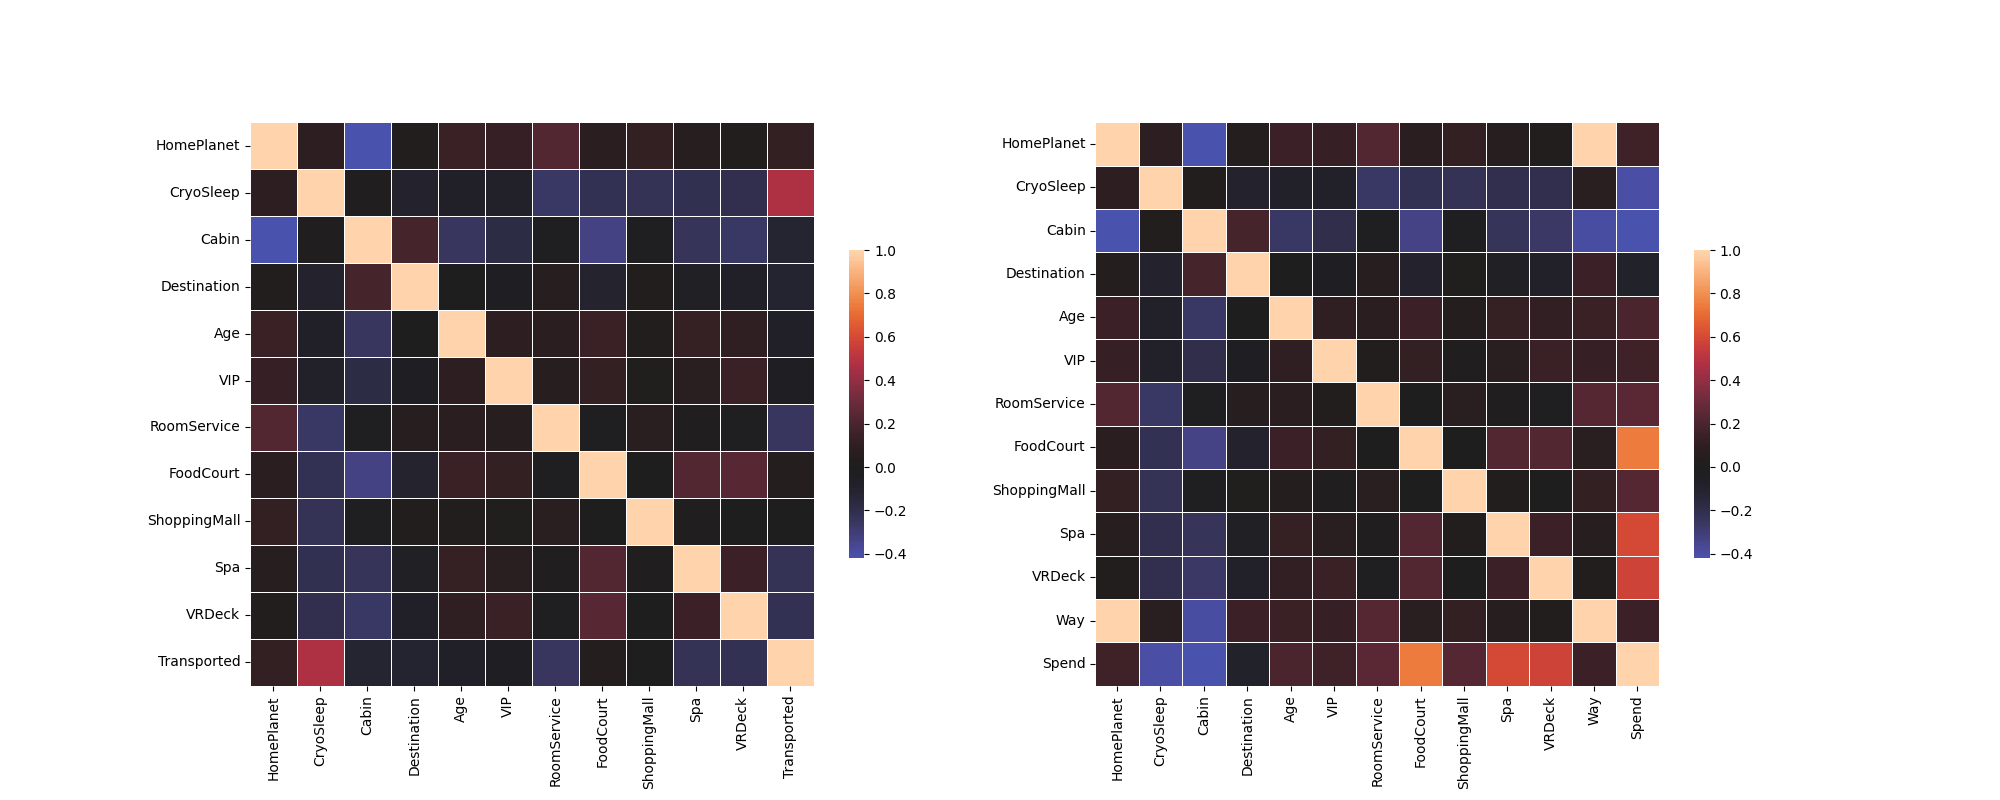 HomePlanet
CryoSleep
Cabin
Destination
Age
VIP
RoomService
FoodCourt
ShoppingMall
Spa
VRDeck
Transported
HomePlanet
CryoSleep
Cabin
Destination
Age
VIP
RoomService
FoodCourt
ShoppingMall
Spa
VRDeck
Transported
1.0
0.8
0.6
0.4
0.2
0.0
−0.2
−0.4
HomePlanet
CryoSleep
Cabin
Destination
Age
VIP
RoomService
FoodCourt
ShoppingMall
Spa
VRDeck
Way
Spend
HomePlanet
CryoSleep
Cabin
Destination
Age
VIP
RoomService
FoodCourt
ShoppingMall
Spa
VRDeck
Way
Spend
1.0
0.8
0.6
0.4
0.2
0.0
−0.2
−0.4